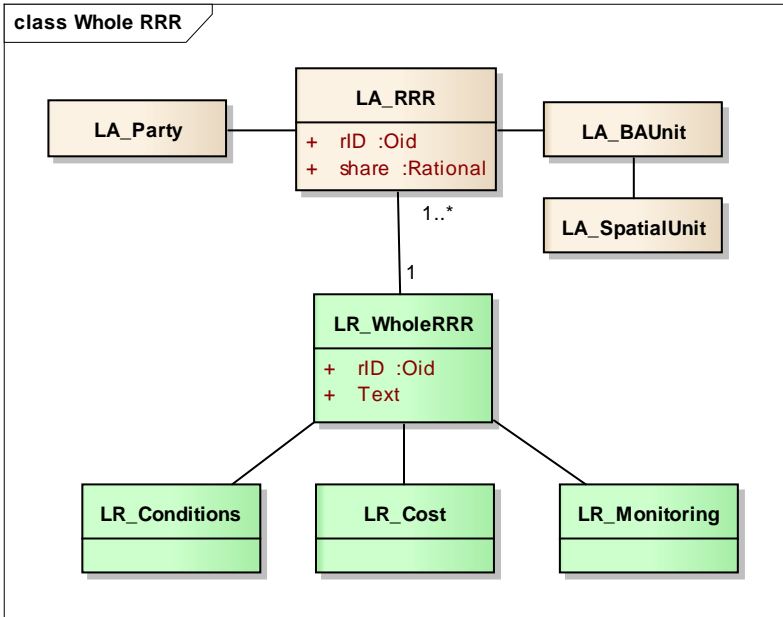 class Whole RRR
LA_RRR
+ rID :Oid
+ share :Rational
LA_Party
LA_BAUnit
LA_SpatialUnit
1..*
1
LR_WholeRRR
+ rID :Oid
+ Text
LR_Conditions
LR_Cost
LR_Monitoring